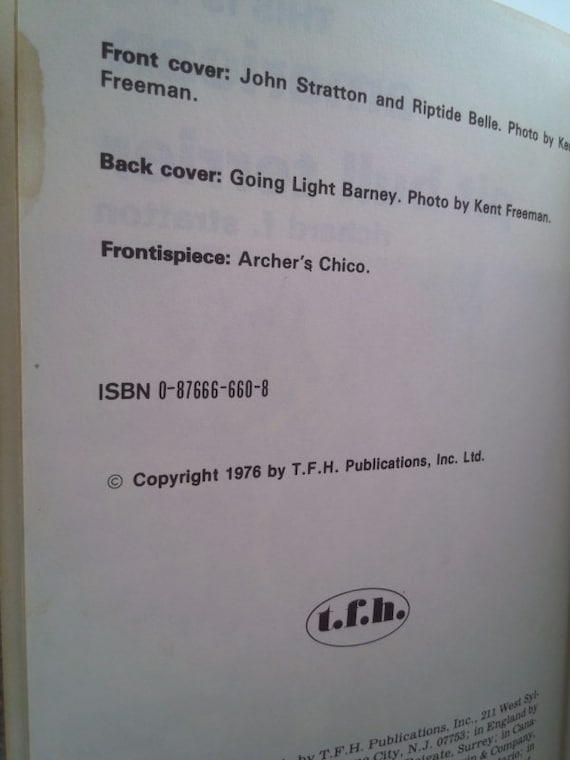 Front cover: John Stratton and Riptide Belle. Photo by
Freeman.
Back cover: Going Light Barney. Photo by Kent Freeman.
Frontispiece: Archer's Chico.
ISBN 0-87666-660-8
© Copyright 1976 by T.F.H. Publications, Inc. Ltd.
t.f.h.
by T.F.H. Publications, Inc., 211 West Syl-
City, N.J. 07753; in England by
Surrey; in Cana-
& Company,
in